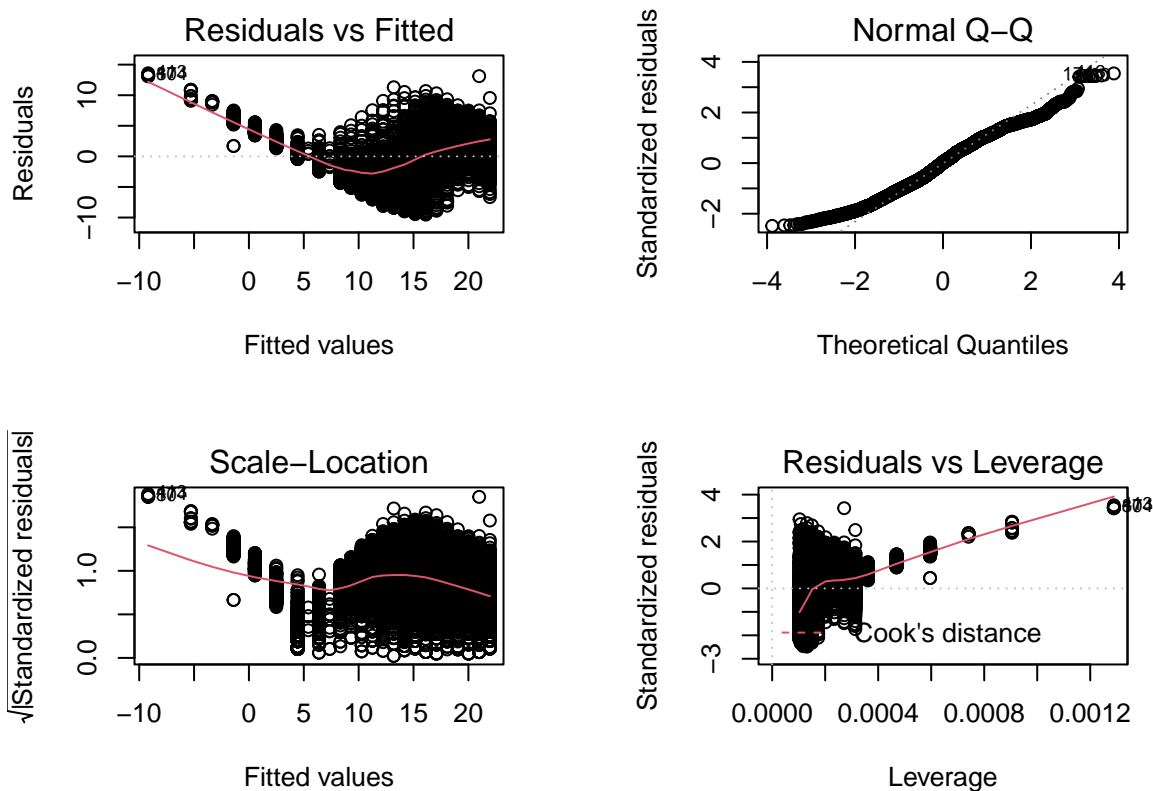 Residuals vs Fitted
Residuals
10
0
−10
−10
0
5
10
15
20
Fitted values
Normal Q−Q
Standardized residuals
4
2
0
−2
−4
−2
0
2
4
Theoretical Quantiles
Scale−Location
√|Standardized residuals|
1.0
0.0
−10
0
5
10
15
20
Fitted values
Residuals vs Leverage
Standardized residuals
4
2
0
−3
Cook's distance
0.0000
0.0004
0.0008
0.0012
Leverage